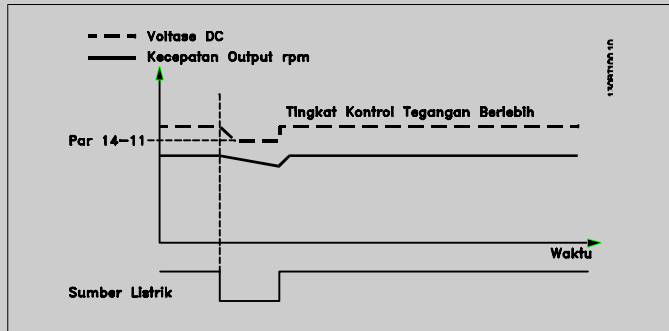 Voltase DC
Kecepatan Output rpm
Tingkat Kontrol Tegangan Berlebih
Par 14-11
Waktu
Sumber Listrik